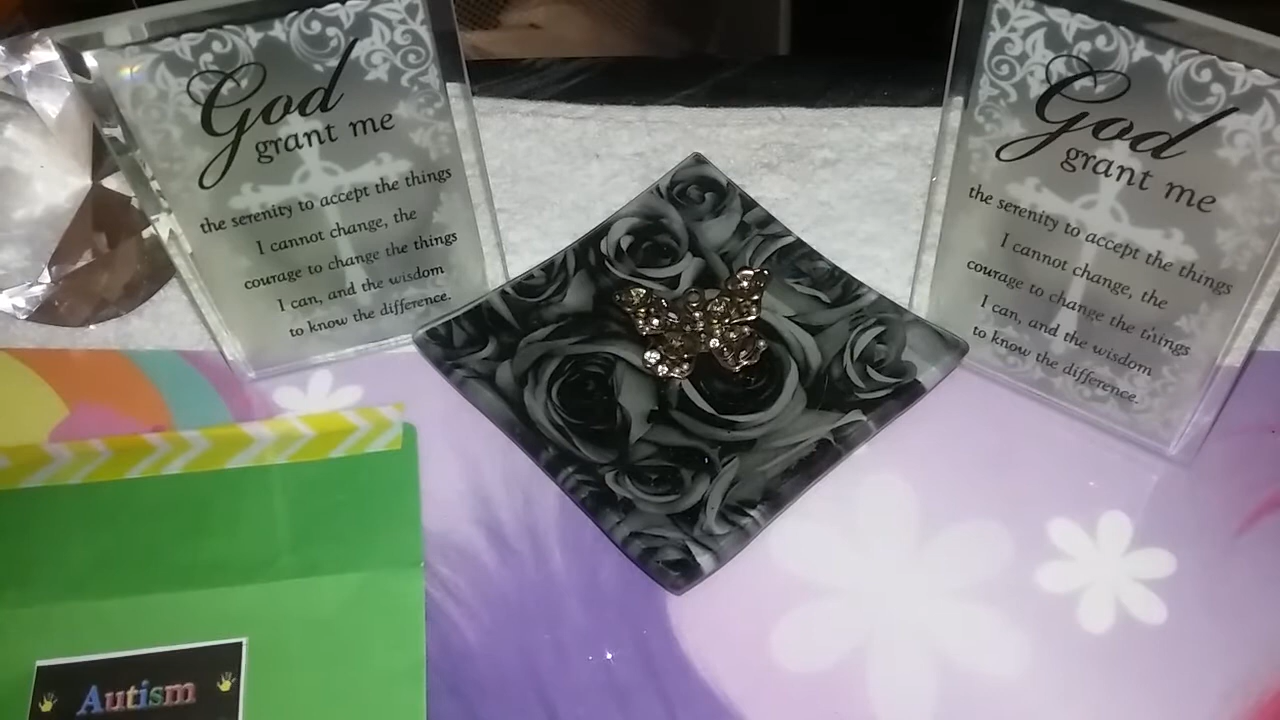 God
grant me
the serenity to accept the things
I cannot change, the
courage to change the things
I can, and the wisdom
to know the difference.
God
grant me
the serenity to accept the things
I cannot change, the
courage to change the things
I can, and the wisdom
to know the difference.
Autism